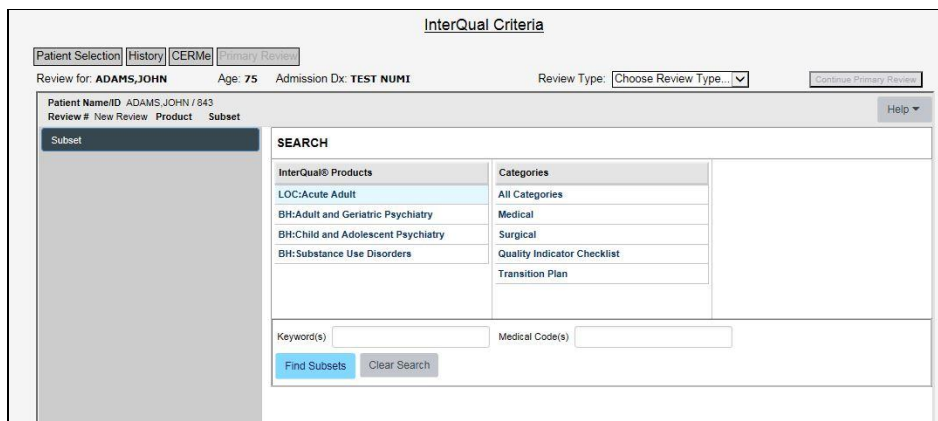 InterQual Criteria
Patient Selection History CERMe Primary Review
Review for: ADAMS,JOHN Age: 75 Admission Dx: TEST NUMI Review Type: Choose Review Type... Continue Primary Review
Patient Name/ID ADAMS,JOHN / 843
Review # New Review Product Subset
Help
Subset
SEARCH
InterQual® Products Categories
LOC:Acute Adult All Categories
BH:Adult and Geriatric Psychiatry Medical
BH:Child and Adolescent Psychiatry Surgical
BH:Substance Use Disorders Quality Indicator Checklist
Transition Plan
Keyword(s) Medical Code(s)
Find Subsets Clear Search